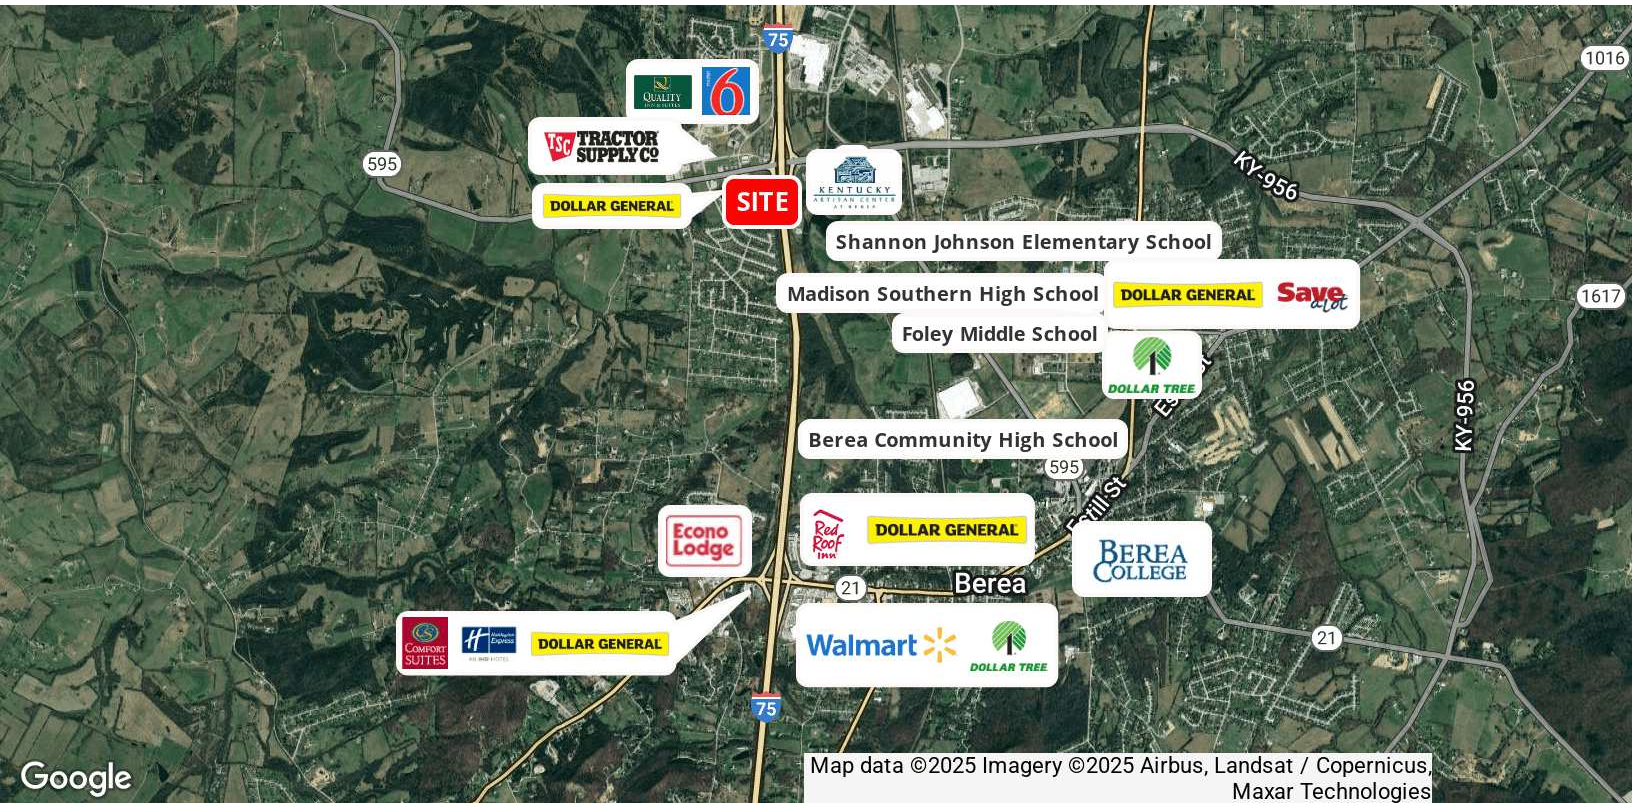 75
1016
QUALITY
INN & SUITES
6
TSC TRACTOR
SUPPLY CO
595
KY-956
KENTUCKY
ARTISAN CENTER
AT BEREA
DOLLAR GENERAL
SITE
Shannon Johnson Elementary School
Madison Southern High School
DOLLAR GENERAL
Save
a lot
1617
Foley Middle School
DOLLAR TREE
KY-956
Berea Community High School
595
Estill St
Econo
Lodge
Red
Roof
Inn
DOLLAR GENERAL
BEREA
COLLEGE
21
Berea
COMFORT
SUITES
Holiday Inn
Express
AN IHG HOTEL
DOLLAR GENERAL
Walmart
DOLLAR TREE
21
75
Google
Map data ©2025 Imagery ©2025 Airbus, Landsat / Copernicus,
Maxar Technologies